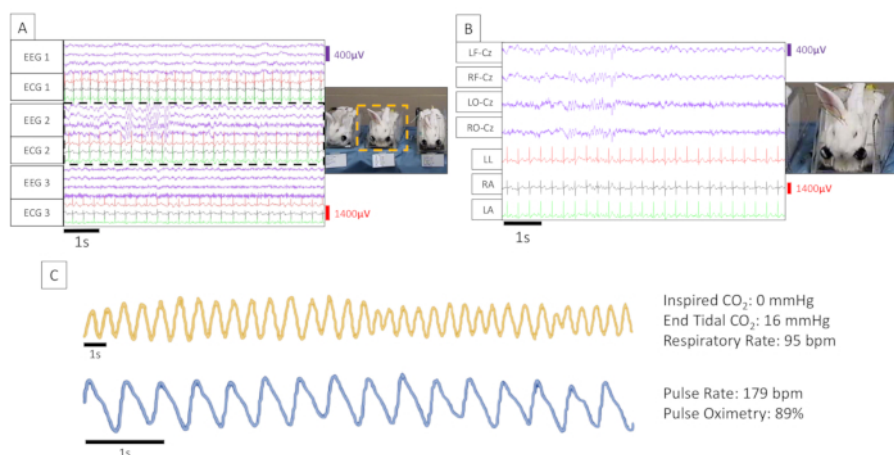 A
EEG 1
ECG 1
EEG 2
ECG 2
EEG 3
ECG 3
400μV
1400μV
1s
B
LF-Cz
RF-Cz
LO-Cz
RO-Cz
LL
RA
LA
400μV
1400μV
1s
C
1s
Inspired CO₂: 0 mmHg
End Tidal CO₂: 16 mmHg
Respiratory Rate: 95 bpm
1s
Pulse Rate: 179 bpm
Pulse Oximetry: 89%